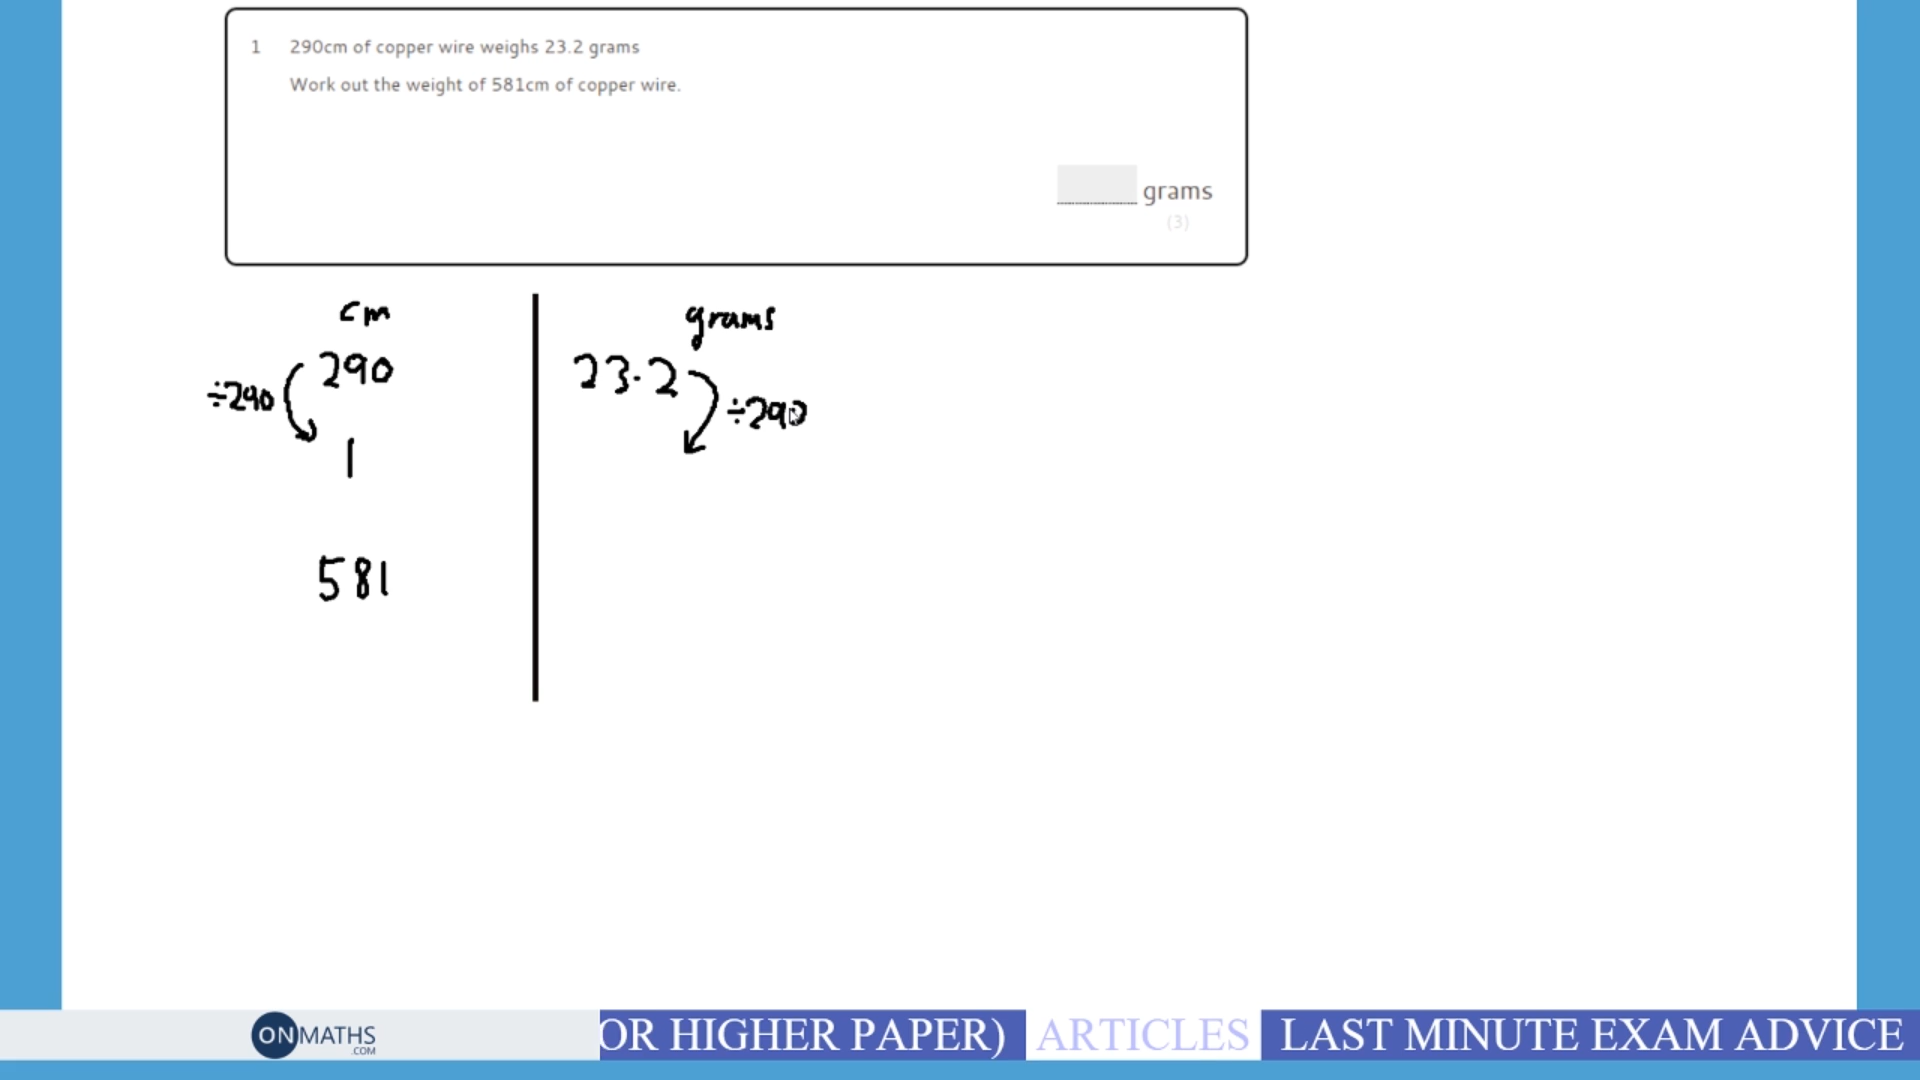 1 290cm of copper wire weighs 23.2 grams
Work out the weight of 581cm of copper wire.
grams
(3)
cm
grams
290
23.2
÷290
÷290
1
581
ONMATHS
.COM
OR HIGHER PAPER) ARTICLES LAST MINUTE EXAM ADVICE